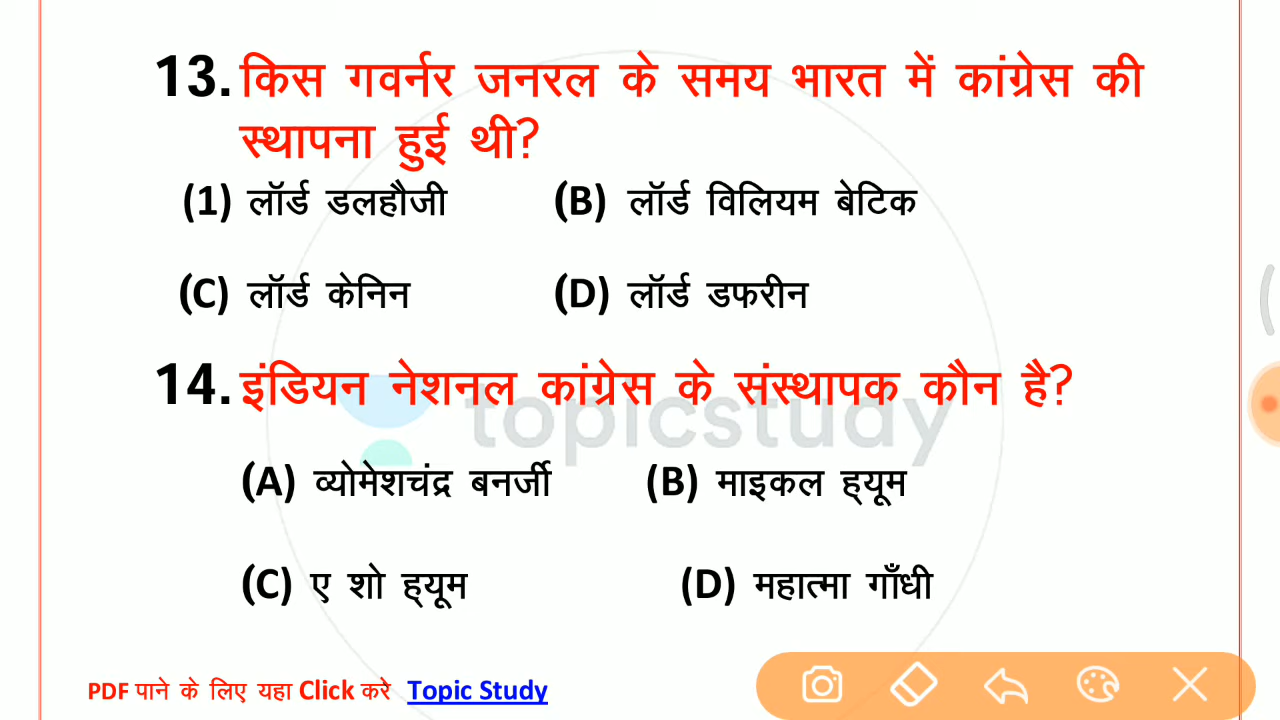 13. किस गवर्नर जनरल के समय भारत में कांग्रेस की
स्थापना हुई थी?
(1) लॉर्ड डलहौजी (B) लॉर्ड विलियम बेटिक
(C) लॉर्ड केनिन (D) लॉर्ड डफरीन
14. इंडियन नेशनल कांग्रेस के संस्थापक कौन है?
topicstudy
(A) व्योमेशचंद्र बनर्जी (B) माइकल ह्यूम
(C) ए शो ह्यूम (D) महात्मा गाँधी
PDF पाने के लिए यहा Click करे Topic Study